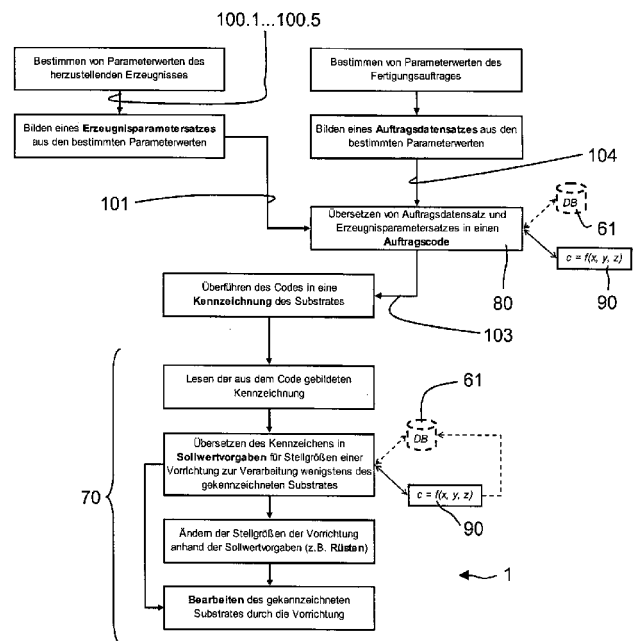 100.1...100.5
Bestimmen von Parameterwerten des
herzustellenden Erzeugnisses
Bestimmen von Parameterwerten des
Fertigungsauftrages
Bilden eines Erzeugnisparametersatzes
aus den bestimmten Parameterwerten
Bilden eines Auftragsdatensatzes aus den
bestimmten Parameterwerten
101
104
Übersetzen von Auftragsdatensatz und
Erzeugnisparametersatzes in einen
Auftragscode
DB
61
80
c = f(x, y, z)
90
Überführen des Codes in eine
Kennzeichnung des Substrates
103
70
Lesen der aus dem Code gebildeten
Kennzeichnung
61
DB
Übersetzen des Kennzeichens in
Sollwertvorgaben für Stellgrößen einer
Vorrichtung zur Verarbeitung wenigstens des
gekennzeichneten Substrates
c = f(x, y, z)
90
Ändern der Stellgrößen der Vorrichtung
anhand der Sollwertvorgaben (z.B. Rüsten)
1
Bearbeiten des gekennzeichneten
Substrates durch die Vorrichtung